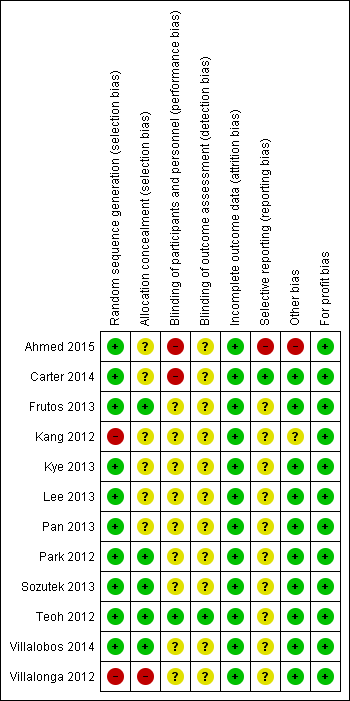 Random sequence generation (selection bias)
Allocation concealment (selection bias)
Blinding of participants and personnel (performance bias)
Blinding of outcome assessment (detection bias)
Incomplete outcome data (attrition bias)
Selective reporting (reporting bias)
Other bias
For profit bias
Ahmed 2015 + ? - ? + - - +
Carter 2014 + ? - ? + + + +
Frutos 2013 + + ? ? + ? + +
Kang 2012 - ? ? ? + ? ? +
Kye 2013 + ? ? ? + ? + +
Lee 2013 + ? ? ? + ? + +
Pan 2013 + ? ? ? + ? + +
Park 2012 + + ? ? + ? + +
Sozutek 2013 + + ? ? + ? + +
Teoh 2012 + + + + + ? + +
Villalobos 2014 + + ? ? + ? + +
Villalonga 2012 - - ? ? + ? + +